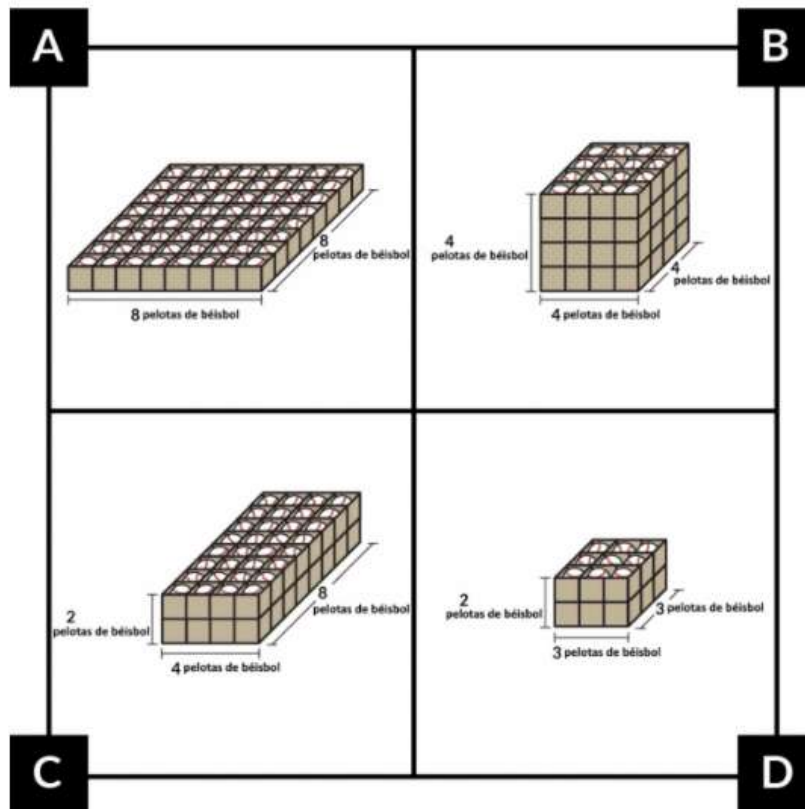 A
B
8
pelotas de béisbol
8 pelotas de béisbol
4
pelotas de béisbol
4
pelotas de béisbol
4 pelotas de béisbol
2
pelotas de béisbol
8
pelotas de béisbol
4 pelotas de béisbol
2
pelotas de béisbol
3 pelotas de béisbol
3 pelotas de béisbol
C
D